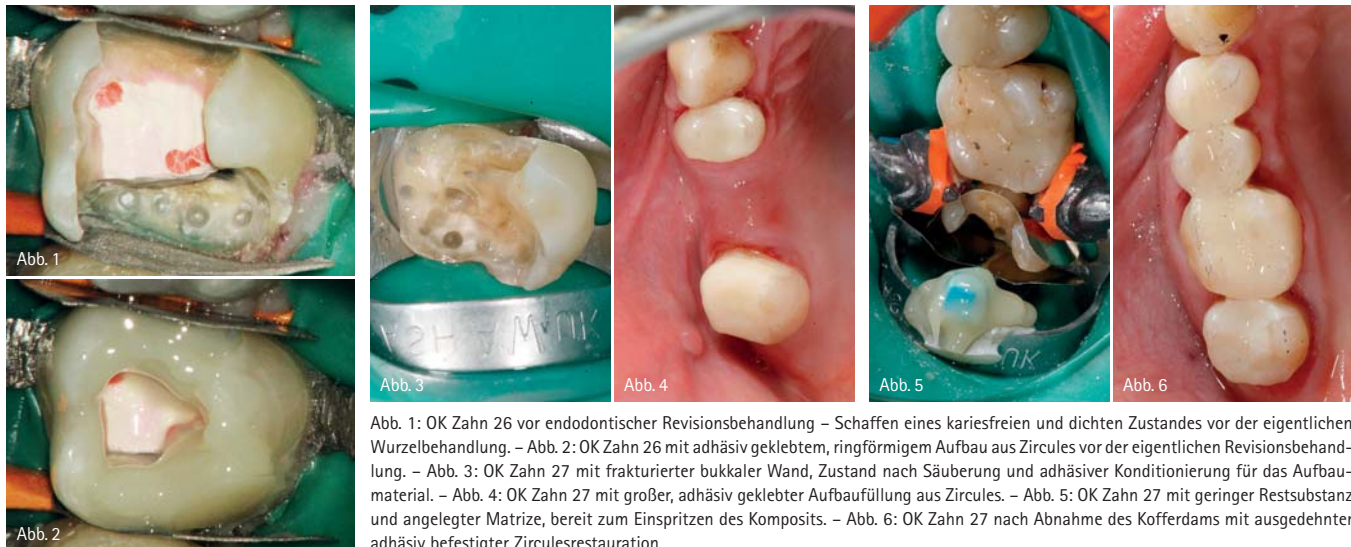 Abb. 1
Abb. 2
Abb. 3
Abb. 4
Abb. 5
UK
Abb. 6
Abb. 1: OK Zahn 26 vor endodontischer Revisionsbehandlung – Schaffen eines kariesfreien und dichten Zustandes vor der eigentlichen
Wurzelbehandlung. – Abb. 2: OK Zahn 26 mit adhäsiv geklebtem, ringförmigem Aufbau aus Zircules vor der eigentlichen Revisionsbehand-
lung. – Abb. 3: OK Zahn 27 mit frakturierter bukkaler Wand, Zustand nach Säuberung und adhäsiver Konditionierung für das Aufbau-
material. – Abb. 4: OK Zahn 27 mit großer, adhäsiv geklebter Aufbaufüllung aus Zircules. – Abb. 5: OK Zahn 27 mit geringer Restsubstanz
und angelegter Matrize, bereit zum Einspritzen des Komposits. – Abb. 6: OK Zahn 27 nach Abnahme des Kofferdams mit ausgedehnter
adhäsiv befestigter Zirculesrestauration